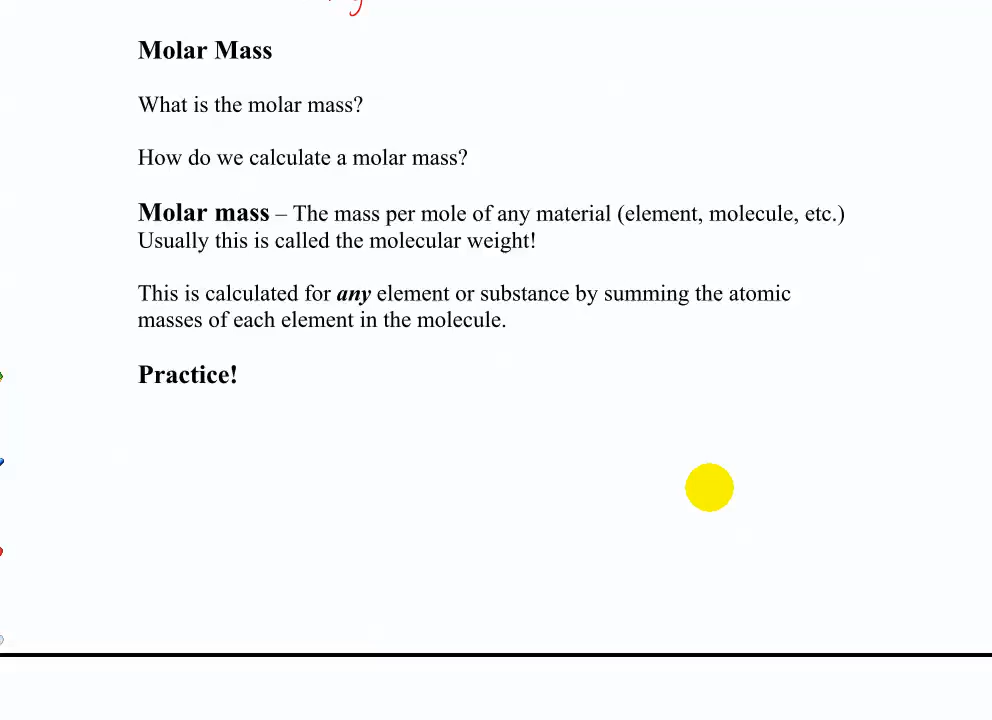 Molar Mass
What is the molar mass?
How do we calculate a molar mass?
Molar mass – The mass per mole of any material (element, molecule, etc.)
Usually this is called the molecular weight!
This is calculated for any element or substance by summing the atomic
masses of each element in the molecule.
Practice!